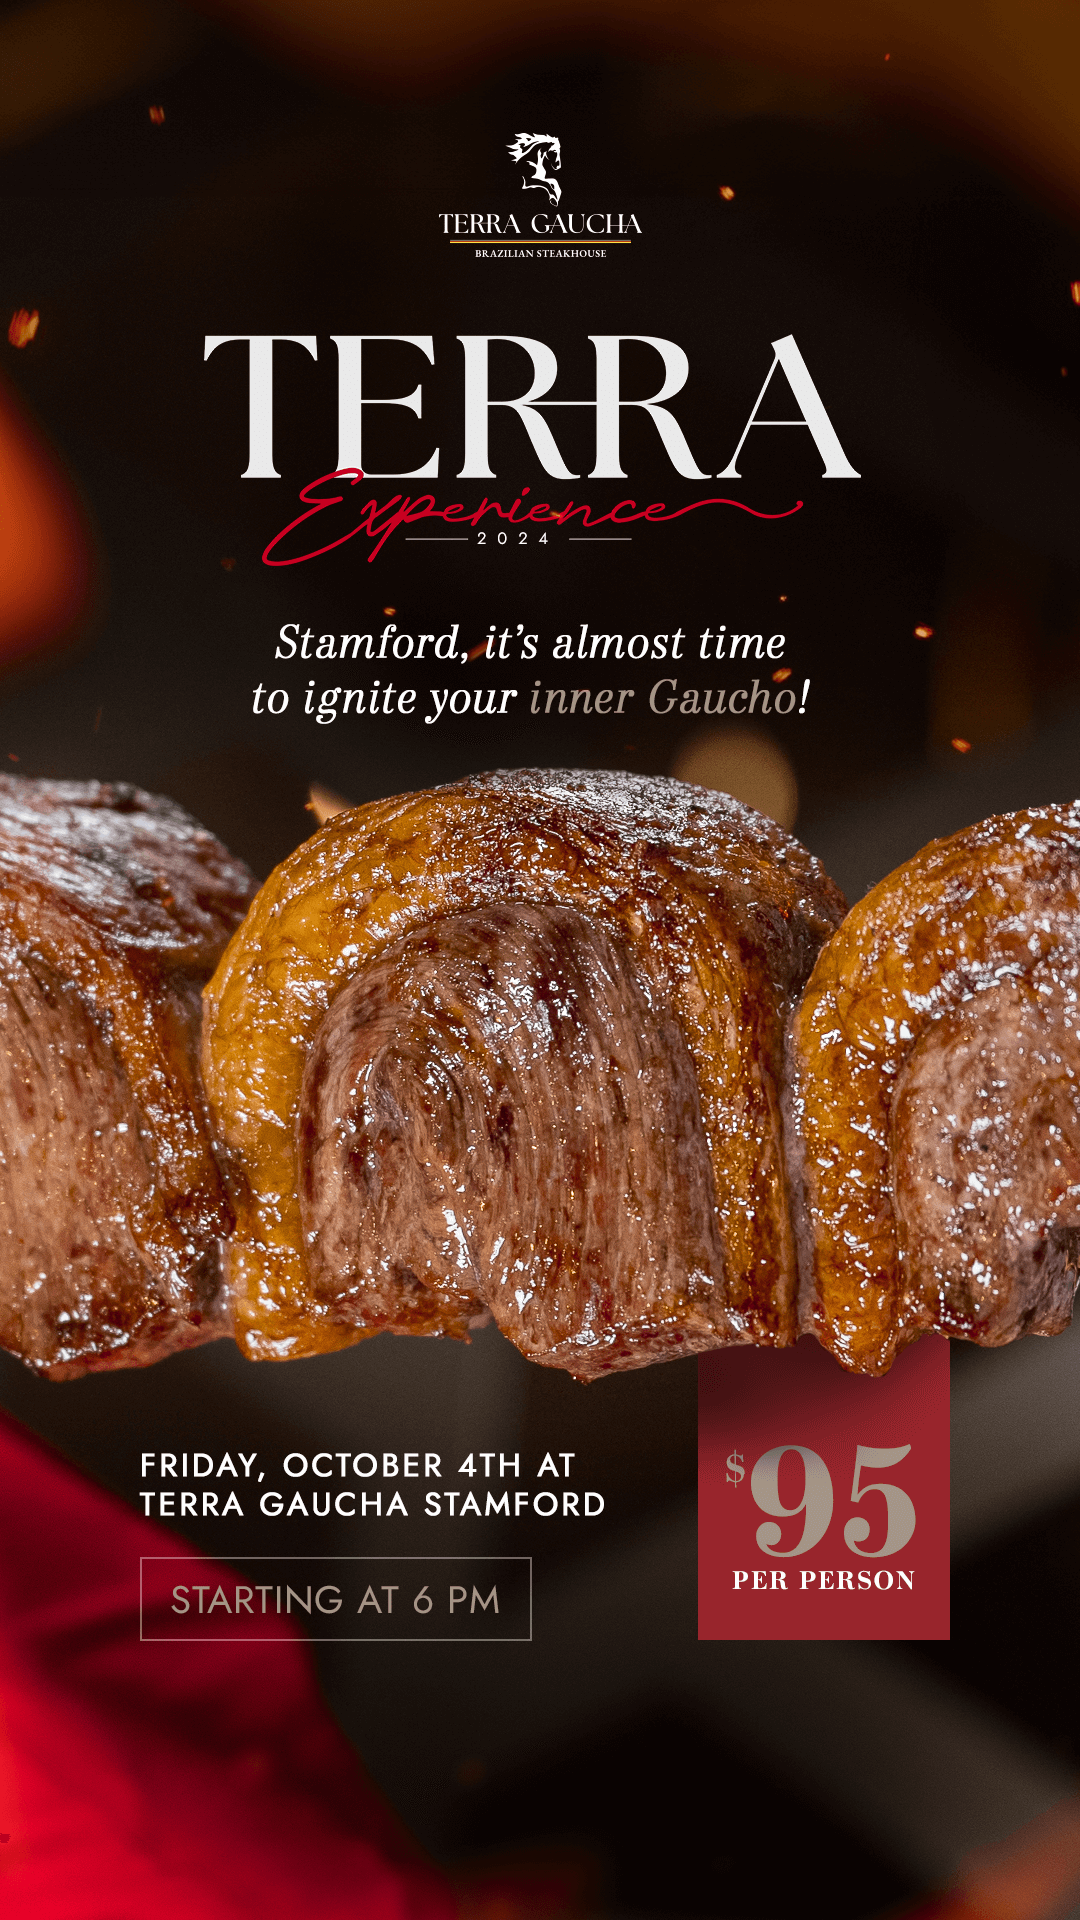 TERRA GAUCHA
BRAZILIAN STEAKHOUSE
TERRA
Experience
2024
Stamford, it's almost time
to ignite your inner Gaucho!
FRIDAY, OCTOBER 4TH AT
TERRA GAUCHA STAMFORD
STARTING AT 6 PM
$95
PER PERSON